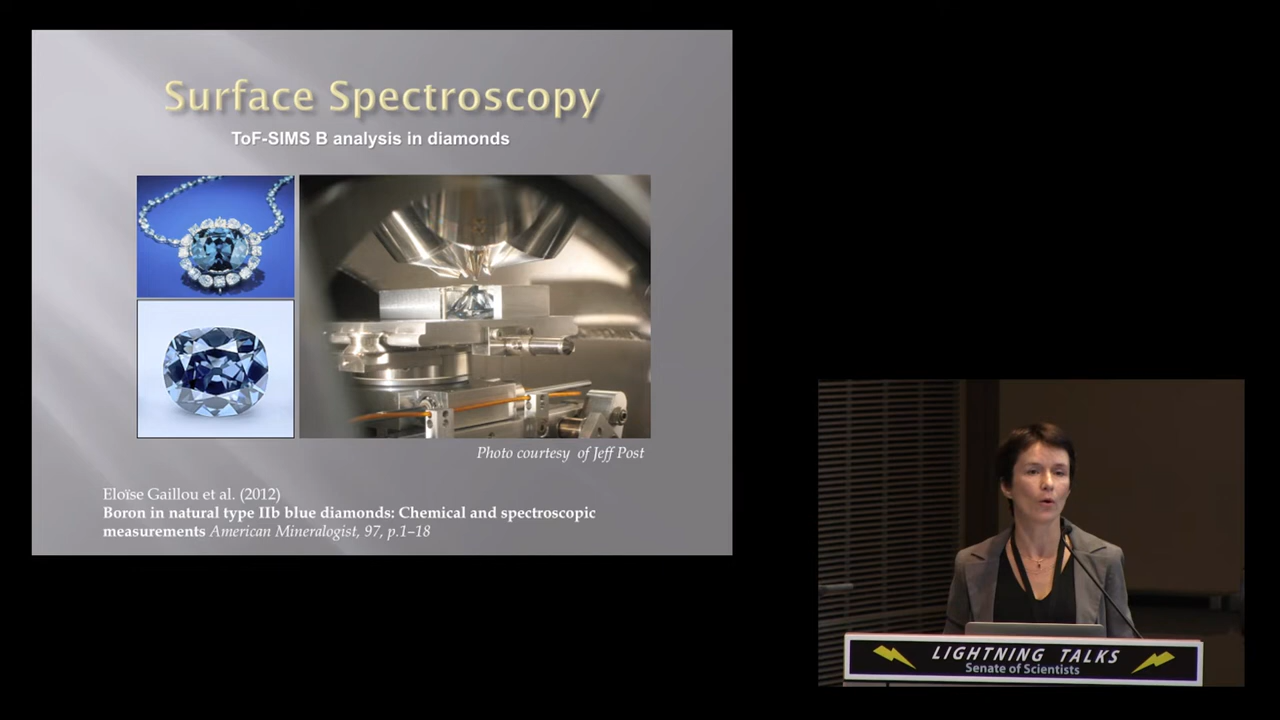 Surface Spectroscopy
ToF-SIMS B analysis in diamonds
Photo courtesy of Jeff Post
Eloïse Gaillou et al. (2012)
Boron in natural type IIb blue diamonds: Chemical and spectroscopic
measurements American Mineralogist, 97, p.1–18
LIGHTNING TALKS
Senate of Scientists